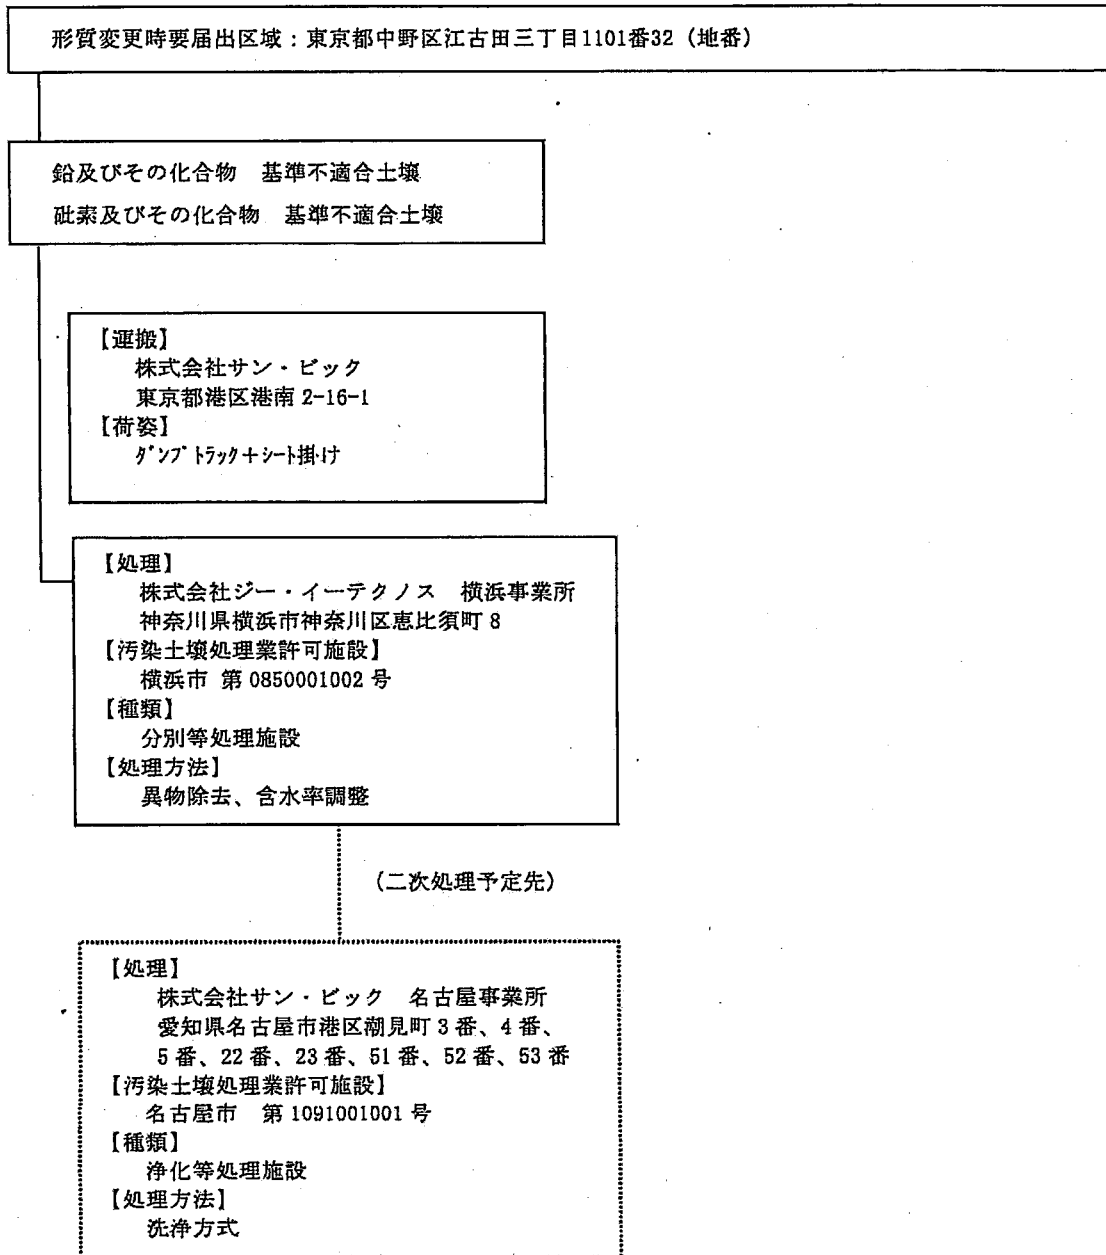 形質変更時要届出区域：東京都中野区江古田三丁目1101番32（地番）
鉛及びその化合物　基準不適合土壌
砒素及びその化合物　基準不適合土壌
【運搬】
株式会社サン・ビック
東京都港区港南 2-16-1
【荷姿】
ﾀﾞﾝﾌﾟﾄﾗｯｸ＋ｼｰﾄ掛け
【処理】
株式会社ジー・イーテクノス　横浜事業所
神奈川県横浜市神奈川区恵比須町 8
【汚染土壌処理業許可施設】
横浜市 第 0850001002 号
【種類】
分別等処理施設
【処理方法】
異物除去、含水率調整
（二次処理予定先）
【処理】
株式会社サン・ビック　名古屋事業所
愛知県名古屋市港区潮見町 3 番、4 番、
5 番、22 番、23 番、51 番、52 番、53 番
【汚染土壌処理業許可施設】
名古屋市　第 1091001001 号
【種類】
浄化等処理施設
【処理方法】
洗浄方式